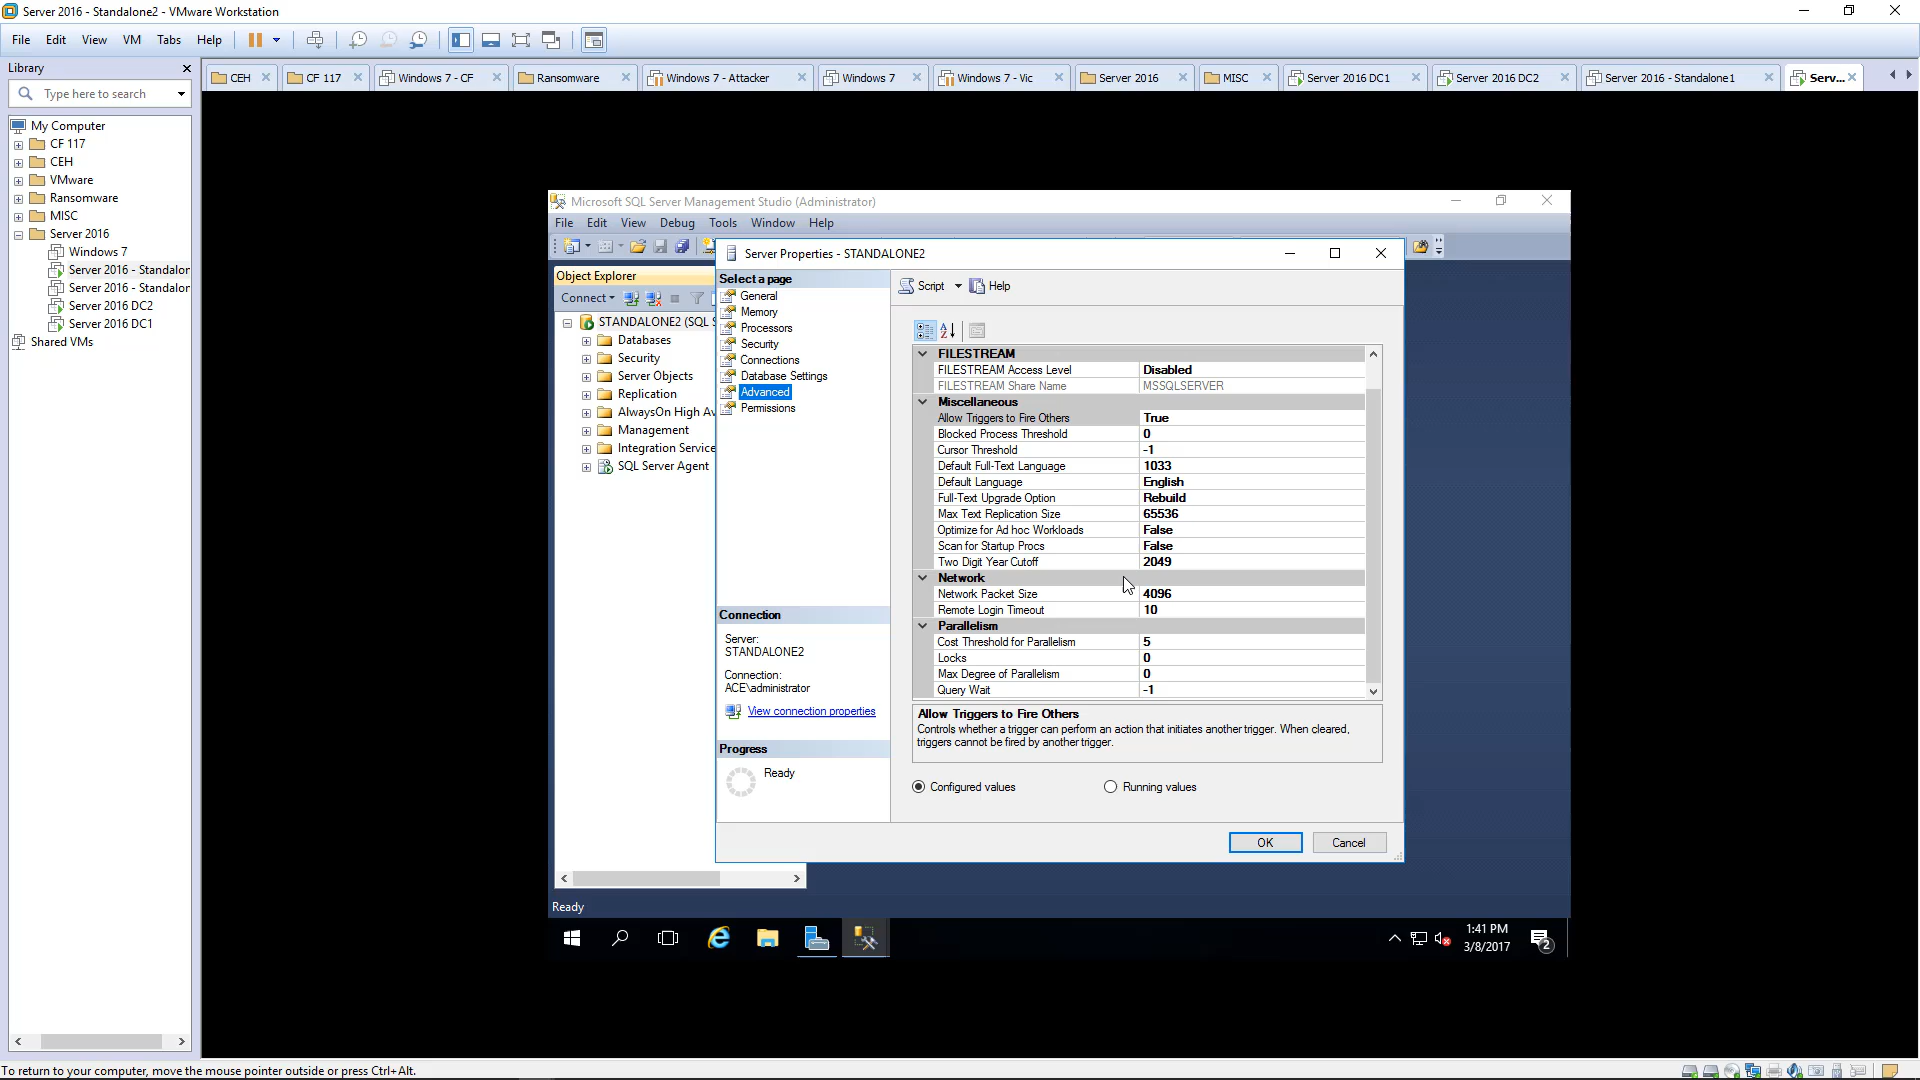 Server 2016 - Standalone2 - VMware Workstation
File Edit View VM Tabs Help
Library
Type here to search
My Computer
CF 117
CEH
VMware
Ransomware
MISC
Server 2016
Windows 7
Server 2016 - Standalor
Server 2016 - Standalor
Server 2016 DC2
Server 2016 DC1
Shared VMs
CEH CF 117 Windows 7 - CF Ransomware Windows 7 - Attacker Windows 7 Windows 7 - Vic Server 2016 MISC Server 2016 DC1 Server 2016 DC2 Server 2016 - Standalone1 Serv...
Microsoft SQL Server Management Studio (Administrator)
File Edit View Debug Tools Window Help
Object Explorer
Connect
STANDALONE2 (SQL S
Databases
Security
Server Objects
Replication
AlwaysOn High Av
Management
Integration Service
SQL Server Agent
Ready
Server Properties - STANDALONE2
Select a page
General
Memory
Processors
Security
Connections
Database Settings
Advanced
Permissions
Connection
Server:
STANDALONE2
Connection:
ACE\administrator
View connection properties
Progress
Ready
Script Help
FILESTREAM
FILESTREAM Access Level Disabled
FILESTREAM Share Name MSSQLSERVER
Miscellaneous
Allow Triggers to Fire Others True
Blocked Process Threshold 0
Cursor Threshold -1
Default Full-Text Language 1033
Default Language English
Full-Text Upgrade Option Rebuild
Max Text Replication Size 65536
Optimize for Ad hoc Workloads False
Scan for Startup Procs False
Two Digit Year Cutoff 2049
Network
Network Packet Size 4096
Remote Login Timeout 10
Parallelism
Cost Threshold for Parallelism 5
Locks 0
Max Degree of Parallelism 0
Query Wait -1
Allow Triggers to Fire Others
Controls whether a trigger can perform an action that initiates another trigger. When cleared,
triggers cannot be fired by another trigger.
Configured values Running values
OK Cancel
1:41 PM
3/8/2017
2
To return to your computer, move the mouse pointer outside or press Ctrl+Alt.